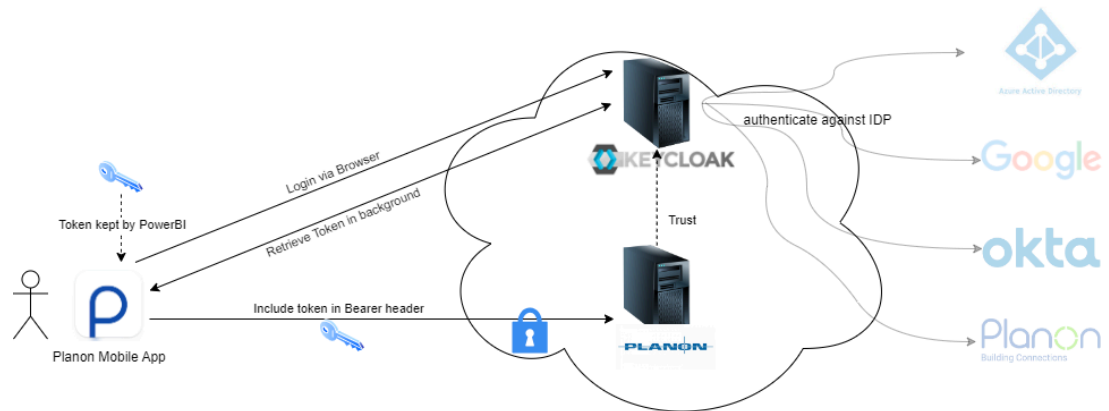 Azure Active Directory
authenticate against IDP
Google
KEYCLOAK
Login via Browser
Token kept by PowerBI
Retrieve Token in background
Trust
okta
Include token in Bearer header
Planon
Building Connections
PLANON
Planon Mobile App